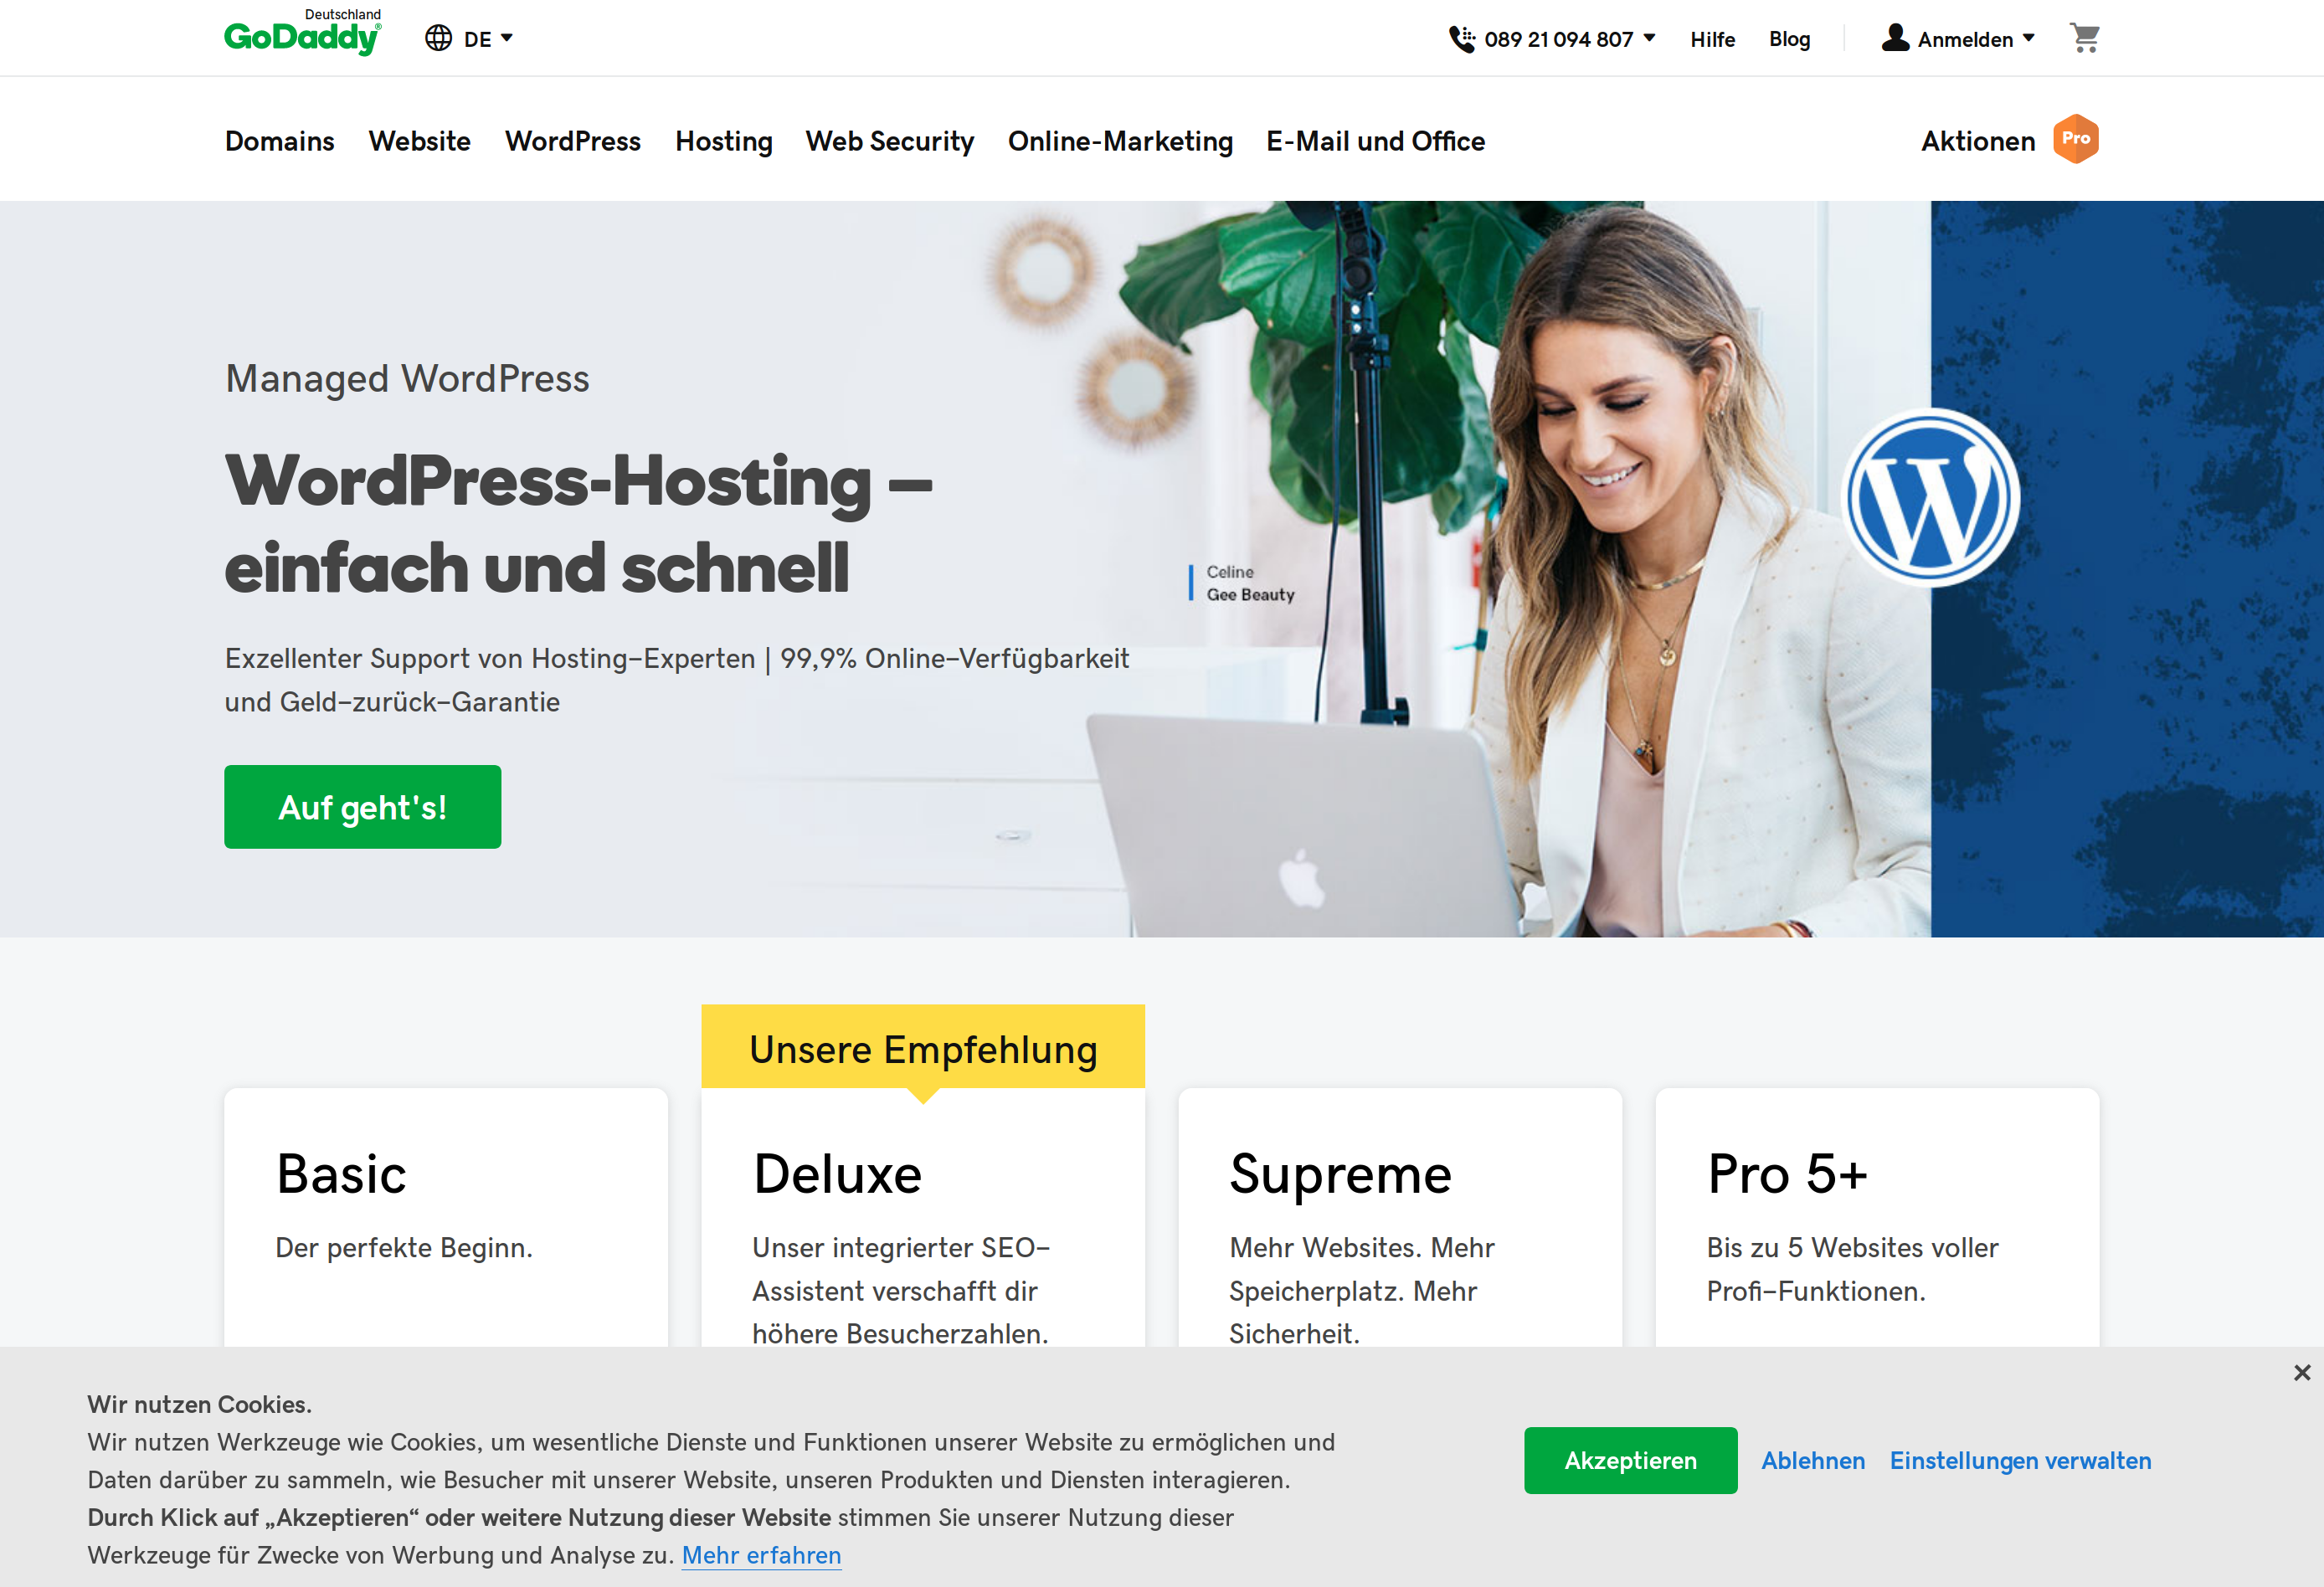 Deutschland
GoDaddy®
DE
089 21 094 807
Hilfe
Blog
Anmelden
Domains
Website
WordPress
Hosting
Web Security
Online-Marketing
E-Mail und Office
Aktionen
Pro
Managed WordPress
WordPress-Hosting –
einfach und schnell
Exzellenter Support von Hosting-Experten | 99,9% Online-Verfügbarkeit
und Geld-zurück-Garantie
Auf geht's!
Celine
Gee Beauty
W
Unsere Empfehlung
Basic
Der perfekte Beginn.
Deluxe
Unser integrierter SEO-
Assistent verschafft dir
höhere Besucherzahlen.
Supreme
Mehr Websites. Mehr
Speicherplatz. Mehr
Sicherheit.
Pro 5+
Bis zu 5 Websites voller
Profi-Funktionen.
Wir nutzen Cookies.
Wir nutzen Werkzeuge wie Cookies, um wesentliche Dienste und Funktionen unserer Website zu ermöglichen und
Daten darüber zu sammeln, wie Besucher mit unserer Website, unseren Produkten und Diensten interagieren.
Durch Klick auf „Akzeptieren“ oder weitere Nutzung dieser Website stimmen Sie unserer Nutzung dieser
Werkzeuge für Zwecke von Werbung und Analyse zu. Mehr erfahren
Akzeptieren
Ablehnen
Einstellungen verwalten